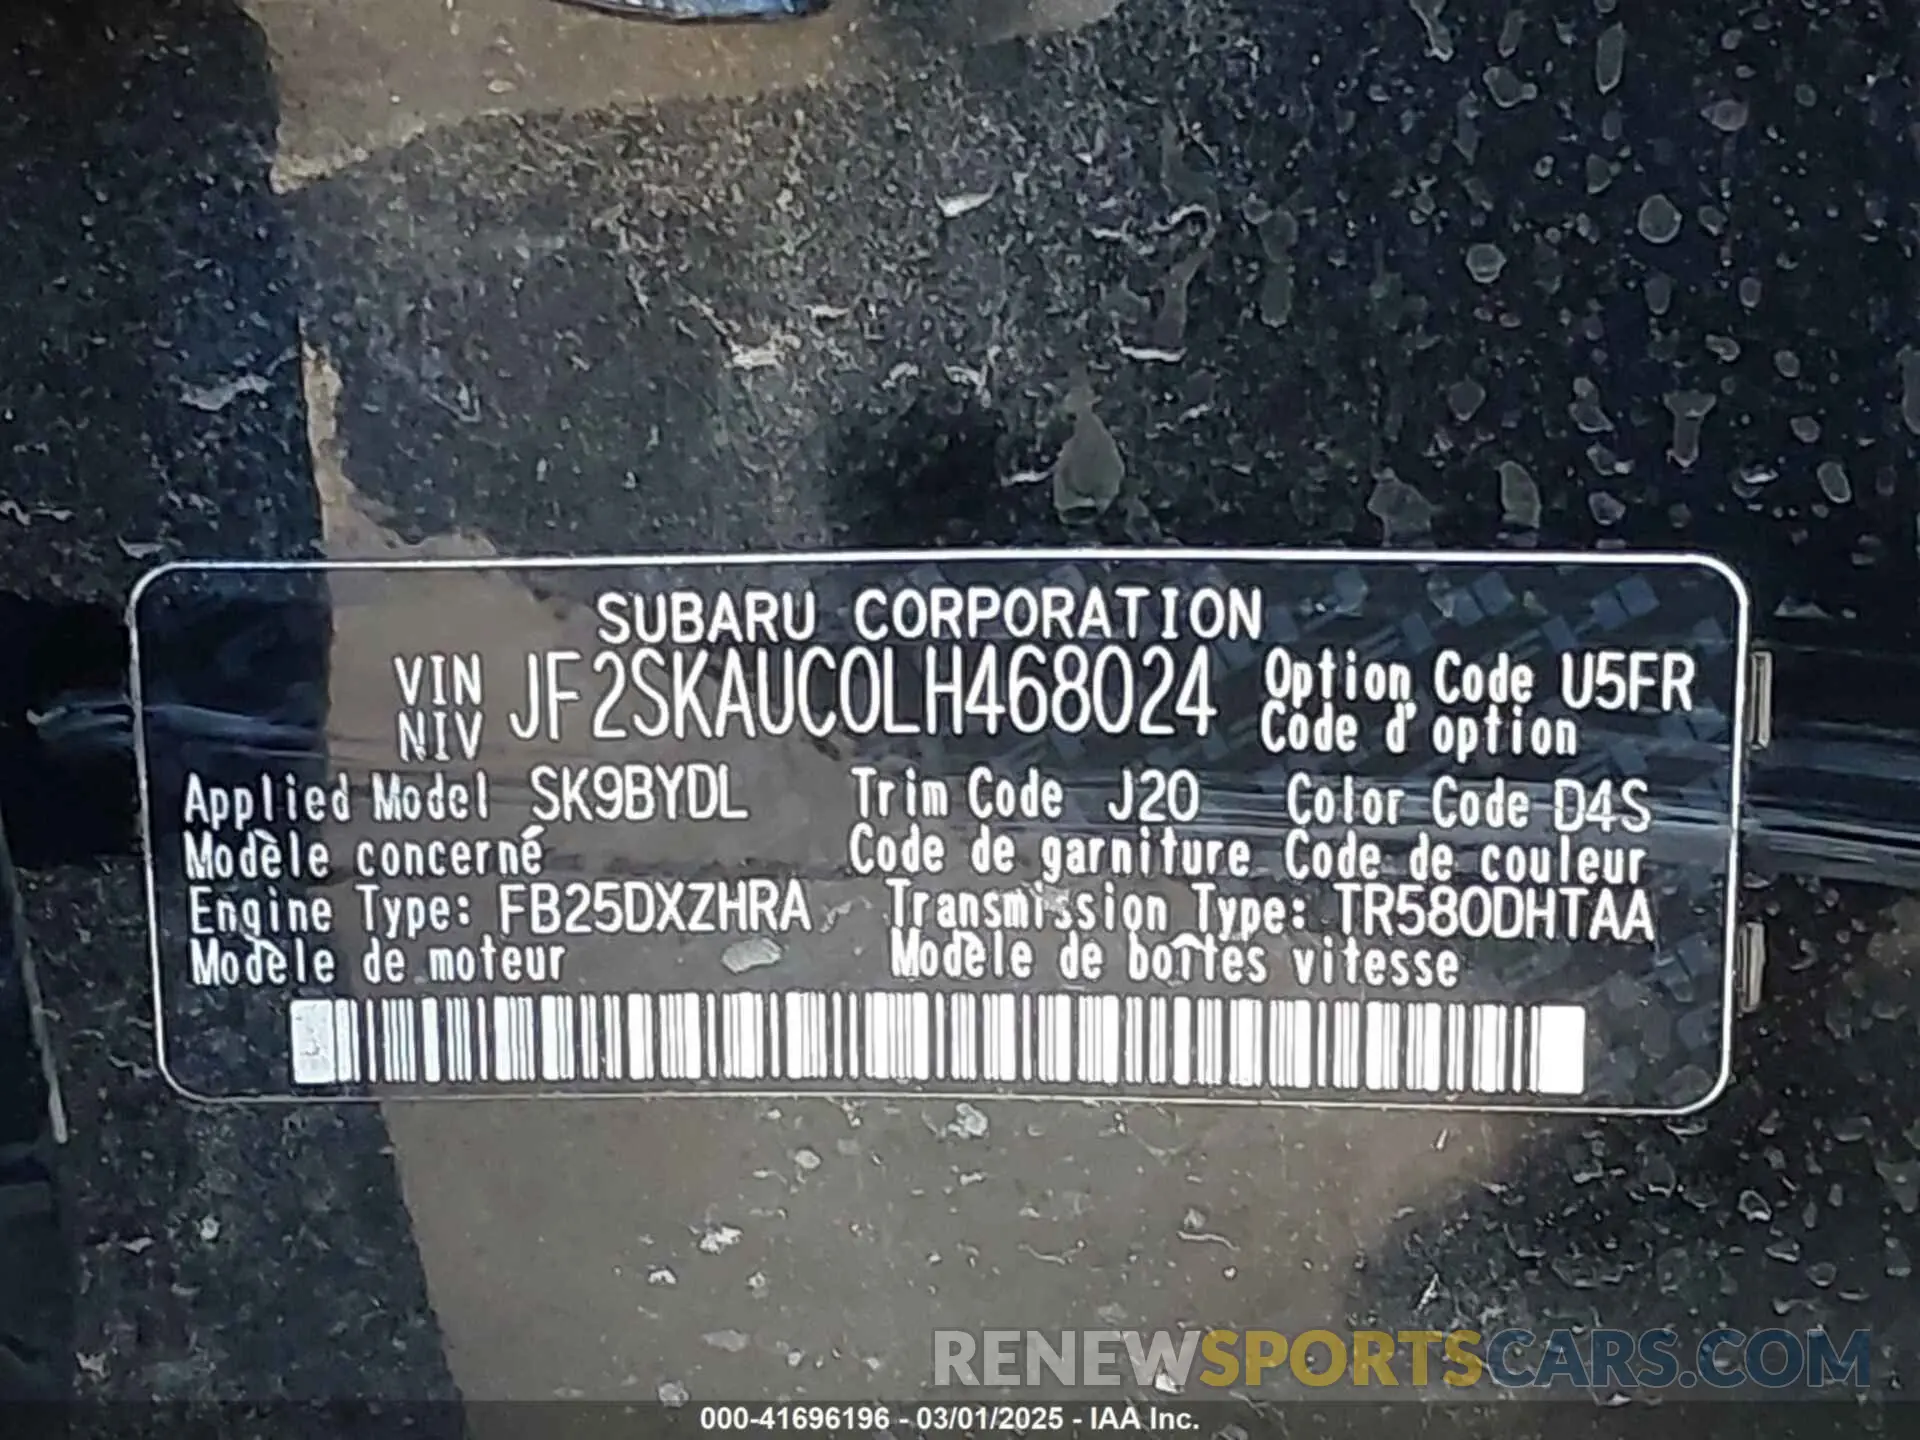 SUBARU CORPORATION
VIN JF2SKAUC0LH468024 Option Code U5FR
NIV Code d'option
Applied Model SK9BYDL Trim Code J20 Color Code D4S
Modèle concerné Code de garniture Code de couleur
Engine Type: FB25DXZHRA Transmission Type: TR580DHTAA
Modèle de moteur Modèle de boîtes vitesse
RENEWSPORTSCARS.COM
000-41696196 - 03/01/2025 - IAA Inc.